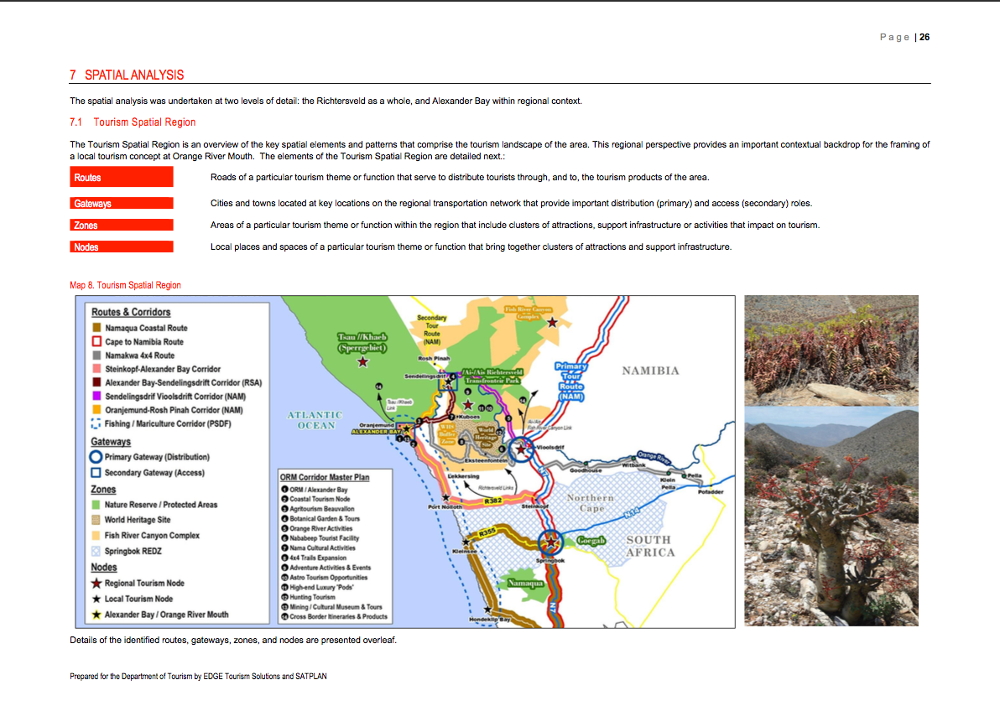 Page | 26
7 SPATIAL ANALYSIS
The spatial analysis was undertaken at two levels of detail: the Richtersveld as a whole, and Alexander Bay within regional context.
7.1 Tourism Spatial Region
The Tourism Spatial Region is an overview of the key spatial elements and patterns that comprise the tourism landscape of the area. This regional perspective provides an important contextual backdrop for the framing of
a local tourism concept at Orange River Mouth. The elements of the Tourism Spatial Region are detailed next.:
Routes
Roads of a particular tourism theme or function that serve to distribute tourists through, and to, the tourism products of the area.
Gateways
Cities and towns located at key locations on the regional transportation network that provide important distribution (primary) and access (secondary) roles.
Zones
Areas of a particular tourism theme or function within the region that include clusters of attractions, support infrastructure or activities that impact on tourism.
Nodes
Local places and spaces of a particular tourism theme or function that bring together clusters of attractions and support infrastructure.
Map 8. Tourism Spatial Region
Routes & Corridors
Namaqua Coastal Route
Cape to Namibia Route
Namakwa 4x4 Route
Steinkopf-Alexander Bay Corridor
Alexander Bay-Sendelingsdrift Corridor (RSA)
Sendelingsdrif Vioolsdrift Corridor (NAM)
Oranjemund-Rosh Pinah Corridor (NAM)
Fishing / Mariculture Corridor (PSDF)
Gateways
Primary Gateway (Distribution)
Secondary Gateway (Access)
Zones
Nature Reserve / Protected Areas
World Heritage Site
Fish River Canyon Complex
Springbok REDZ
Nodes
Regional Tourism Node
Local Tourism Node
Alexander Bay / Orange River Mouth
ORM Corridor Master Plan
1 ORM / Alexander Bay
2 Coastal Tourism Node
3 Agritourism Beauvallon
4 Botanical Garden & Tours
5 Orange River Activities
6 Nababeep Tourist Facility
7 Nama Cultural Activities
8 4x4 Trails Expansion
9 Adventure Activities & Events
10 Astro Tourism Opportunities
11 High-end Luxury 'Pods'
12 Hunting Tourism
13 Mining / Cultural Museum & Tours
14 Cross Border Itineraries & Products
Secondary
Tour
Route
(NAM)
Fish River Canyon
Complex
Tsau //Khaeb
(Sperrgebiet)
Rosh Pinah
Sendelingsdrif
/Ai-/Ais Richtersveld
Transfronteir Park
Primary
Tour
Route
(NAM)
NAMIBIA
ATLANTIC
OCEAN
Tsau //Khaeb
Link
Oranjemund
ALEXANDER BAY
Kuboes
WHS
Buffer
Zone
World
Heritage
Site
Ai-/Ais
Fish River Canyon Link
Vioolsdrif
Eksteenfontein
Lekkersing
Richtersveld Links
Goodhouse
Orange River
Witbank
Klein
Pella
Pella
Pofadder
Port Nolloth
R382
Steinkopf
N7
Northern
Cape
N14
R355
Kleinsee
Goegab
SOUTH
AFRICA
Springbok
Namaqua
N7
Hondeklip Bay
Details of the identified routes, gateways, zones, and nodes are presented overleaf.
Prepared for the Department of Tourism by EDGE Tourism Solutions and SATPLAN